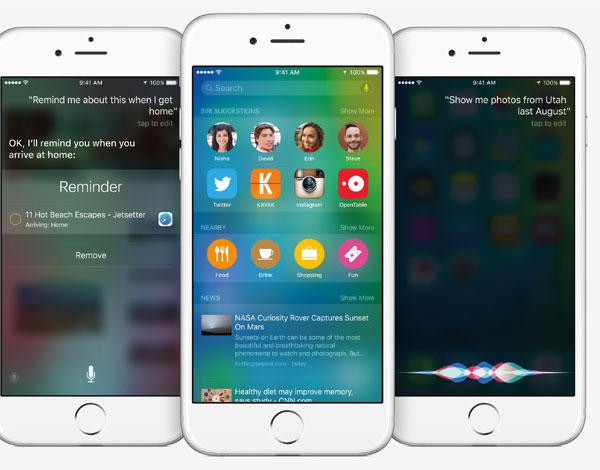 9:41 AM 100%
“Remind me about this when I get
home”
tap to edit
OK, I'll remind you when you
arrive at home:
Reminder
11 Hot Beach Escapes - Jetsetter
Arriving: Home
Remove
?
9:41 AM 100%
Search
SIRI SUGGESTIONS Show More
Nisha David Erin Steve
Twitter KAYAK Instagram OpenTable
NEARBY Show More
Food Drink Shopping Fun
NEWS Show More
NASA Curiosity Rover Captures Sunset
On Mars
Sunsets on Earth can be some of the most
beautiful and breathtaking natural
phenomena to watch and photograph. But...
huffingtonpost.com - today
Healthy diet may improve memory,
says study - CNN.com
9:41 AM 100%
“Show me photos from Utah
last August”
tap to edit